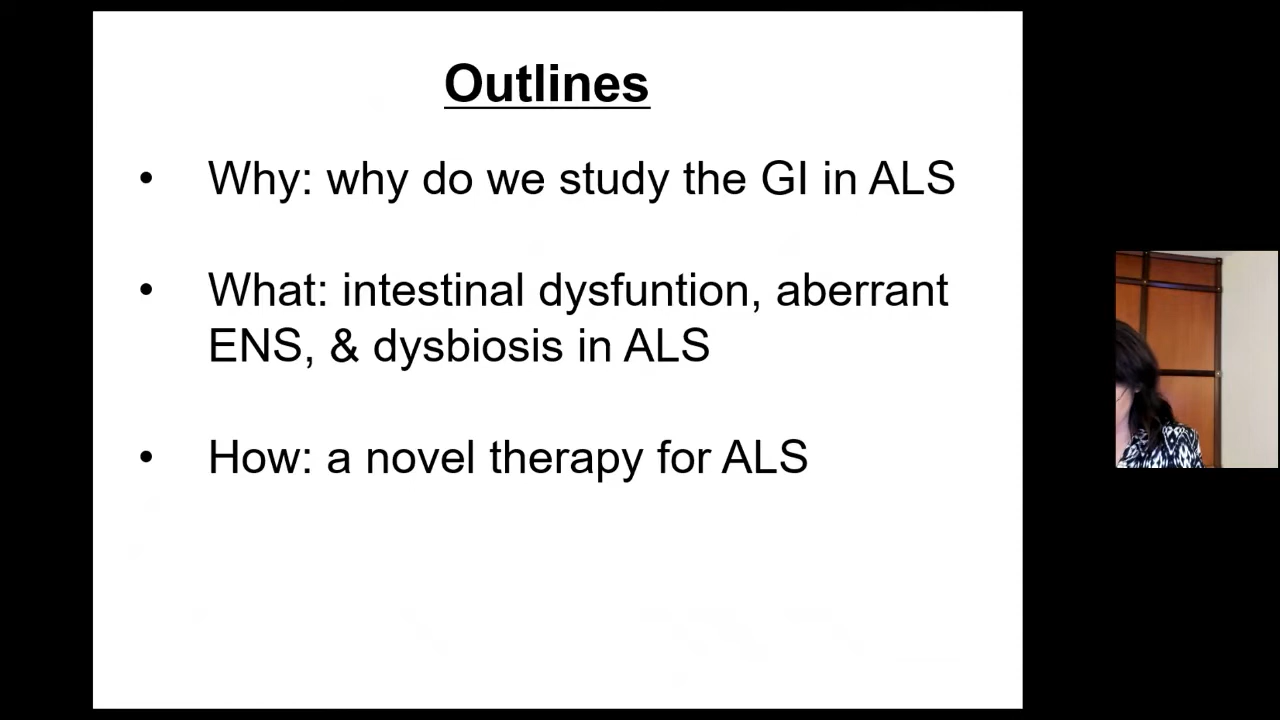 Outlines
• Why: why do we study the GI in ALS
• What: intestinal dysfuntion, aberrant
ENS, & dysbiosis in ALS
• How: a novel therapy for ALS